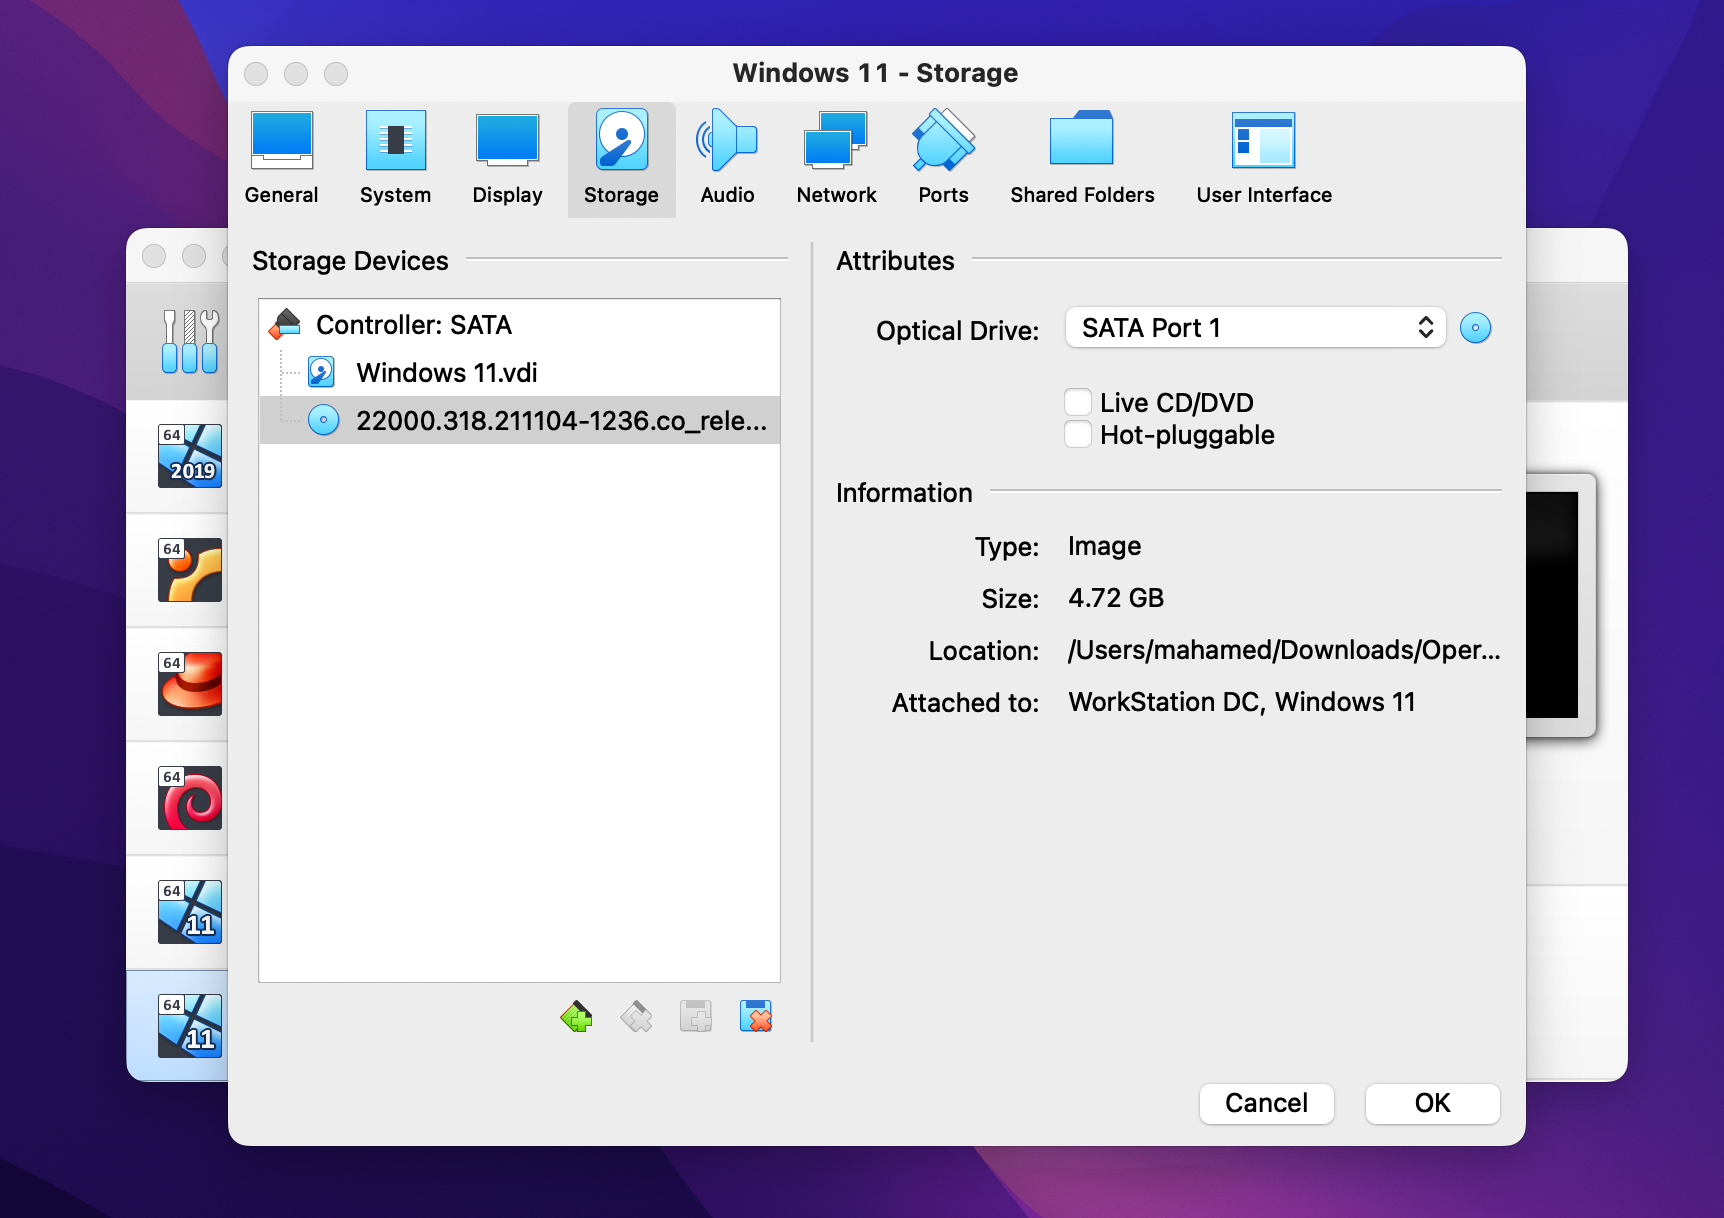 Windows 11 - Storage
General System Display Storage Audio Network Ports Shared Folders User Interface
Storage Devices
Controller: SATA
Windows 11.vdi
22000.318.211104-1236.co_rele...
Attributes
Optical Drive: SATA Port 1
Live CD/DVD
Hot-pluggable
Information
Type: Image
Size: 4.72 GB
Location: /Users/mahamed/Downloads/Oper...
Attached to: WorkStation DC, Windows 11
Cancel OK
64
2019
64
64
64
64
11
64
11